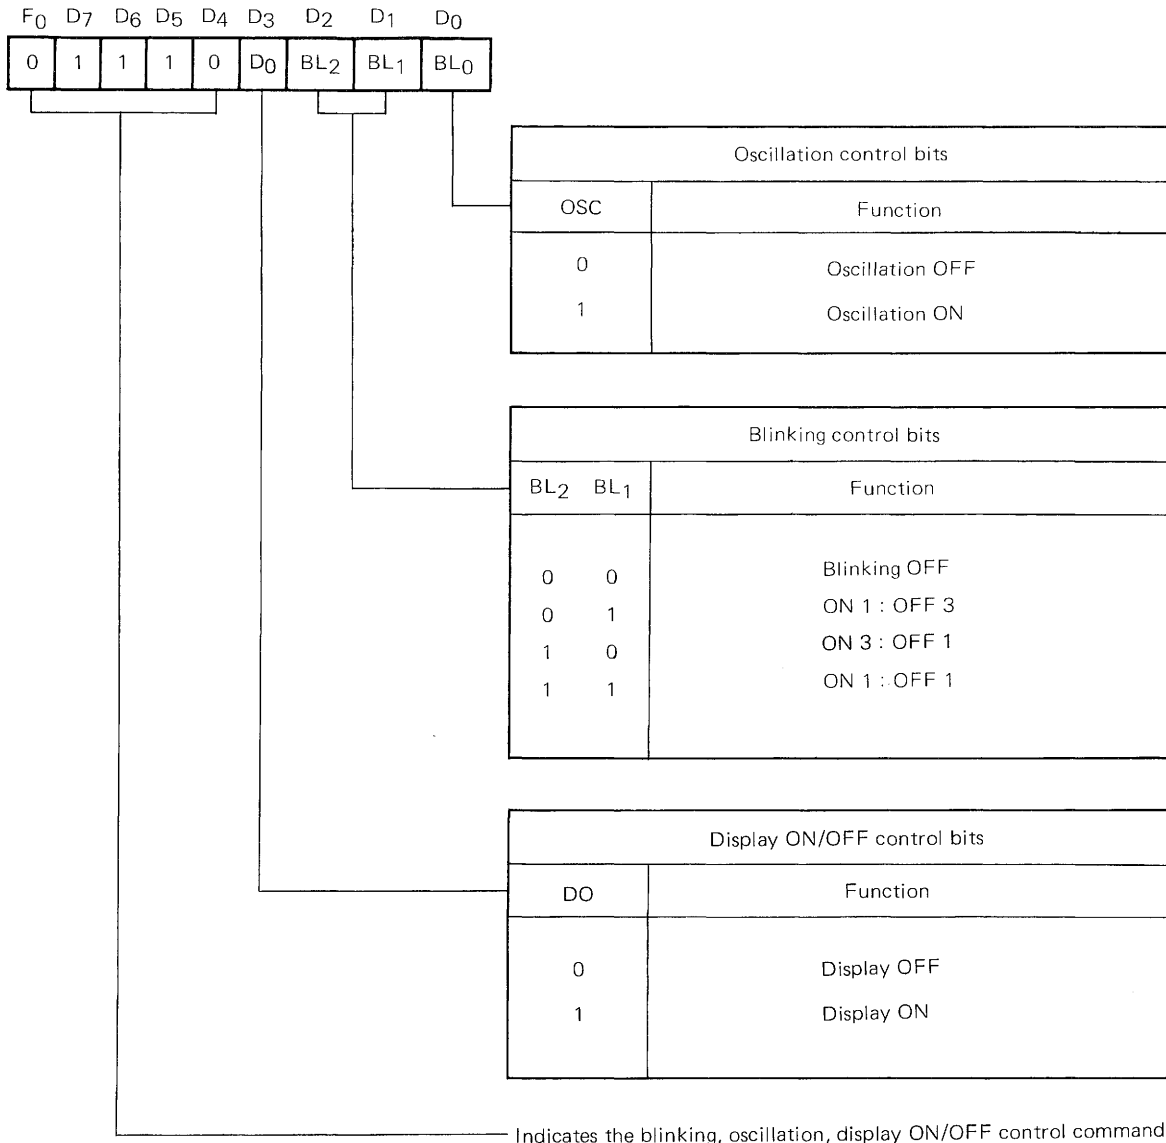 F0 D7 D6 D5 D4 D3 D2 D1 D0
0 1 1 1 0 D0 BL2 BL1 BL0
Oscillation control bits
OSC Function
0 Oscillation OFF
1 Oscillation ON
Blinking control bits
BL2 BL1 Function
0 0 Blinking OFF
0 1 ON 1 : OFF 3
1 0 ON 3 : OFF 1
1 1 ON 1 : OFF 1
Display ON/OFF control bits
DO Function
0 Display OFF
1 Display ON
Indicates the blinking, oscillation, display ON/OFF control command